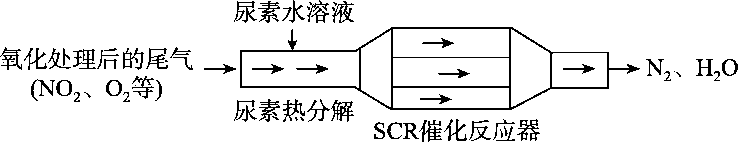 尿素水溶液
氧化处理后的尾气
(NO₂、O₂等)
尿素热分解
SCR催化反应器
N₂、H₂O